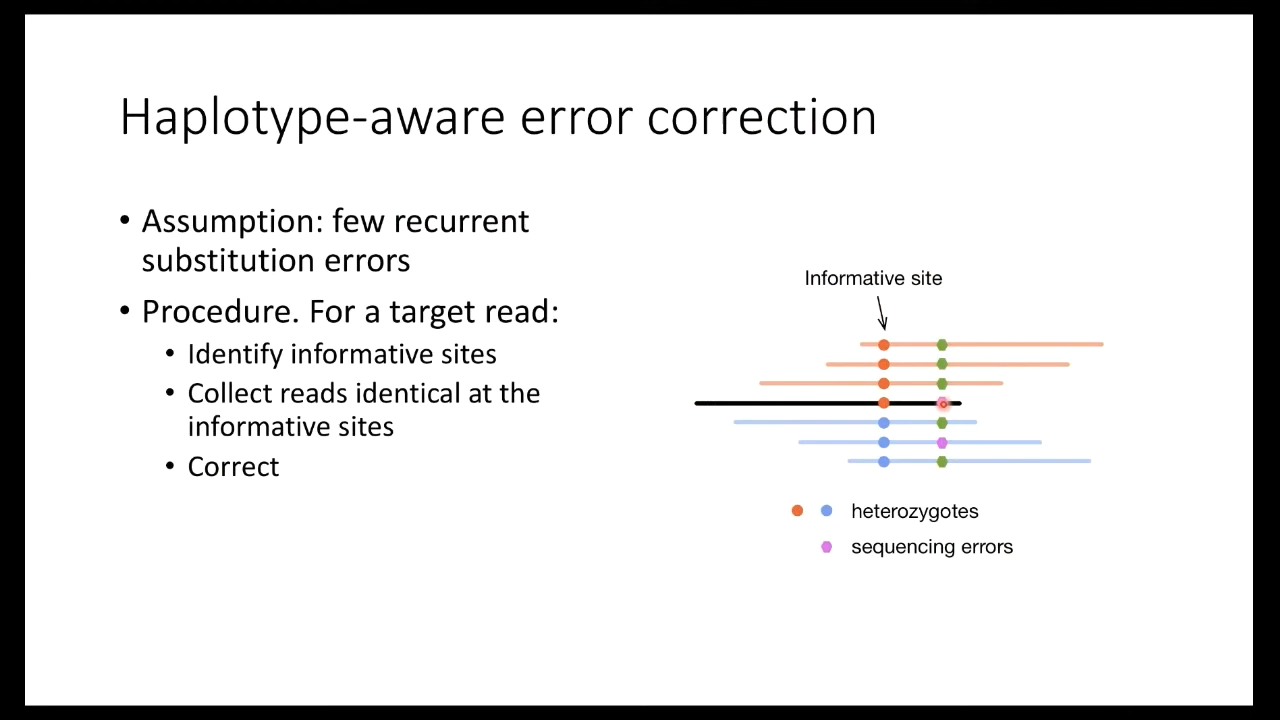 Haplotype-aware error correction
• Assumption: few recurrent
substitution errors
• Procedure. For a target read:
• Identify informative sites
• Collect reads identical at the
informative sites
• Correct
Informative site
heterozygotes
sequencing errors